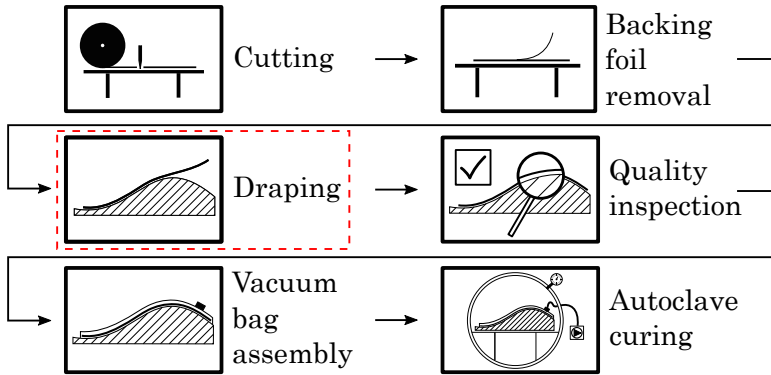 Cutting
Backing
foil
removal
Draping
Quality
inspection
Vacuum
bag
assembly
Autoclave
curing